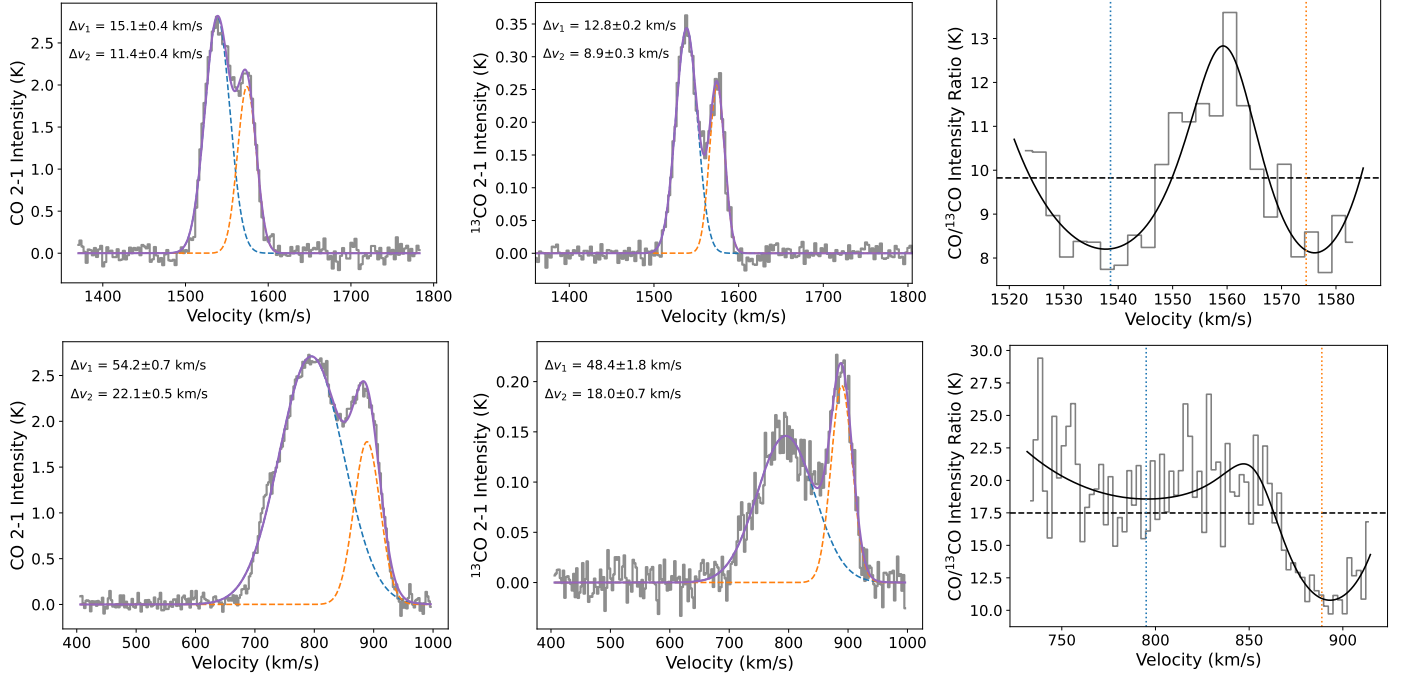 Δv₁ = 15.1±0.4 km/s
Δv₂ = 11.4±0.4 km/s
CO 2-1 Intensity (K)
2.5
2.0
1.5
1.0
0.5
0.0
1400 1500 1600 1700 1800
Velocity (km/s)
Δv₁ = 12.8±0.2 km/s
Δv₂ = 8.9±0.3 km/s
¹³CO 2-1 Intensity (K)
0.35
0.30
0.25
0.20
0.15
0.10
0.05
0.00
1400 1500 1600 1700 1800
Velocity (km/s)
CO/¹³CO Intensity Ratio (K)
13
12
11
10
9
8
1520 1530 1540 1550 1560 1570 1580
Velocity (km/s)
Δv₁ = 54.2±0.7 km/s
Δv₂ = 22.1±0.5 km/s
CO 2-1 Intensity (K)
2.5
2.0
1.5
1.0
0.5
0.0
400 500 600 700 800 900 1000
Velocity (km/s)
Δv₁ = 48.4±1.8 km/s
Δv₂ = 18.0±0.7 km/s
¹³CO 2-1 Intensity (K)
0.20
0.15
0.10
0.05
0.00
400 500 600 700 800 900 1000
Velocity (km/s)
CO/¹³CO Intensity Ratio (K)
30.0
27.5
25.0
22.5
20.0
17.5
15.0
12.5
10.0
750 800 850 900
Velocity (km/s)